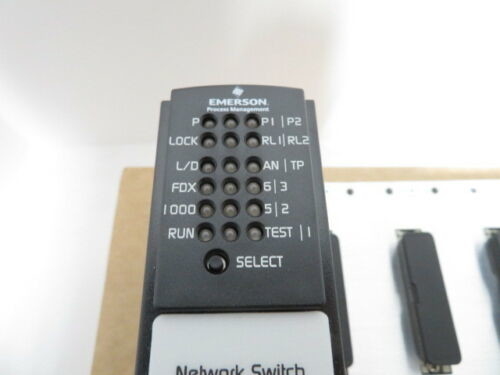 EMERSON
Process Management
P P1 | P2
LOCK RL1 | RL2
L/D AN | TP
FDX 6 | 3
1000 5 | 2
RUN TEST | 1
SELECT
Network Switch